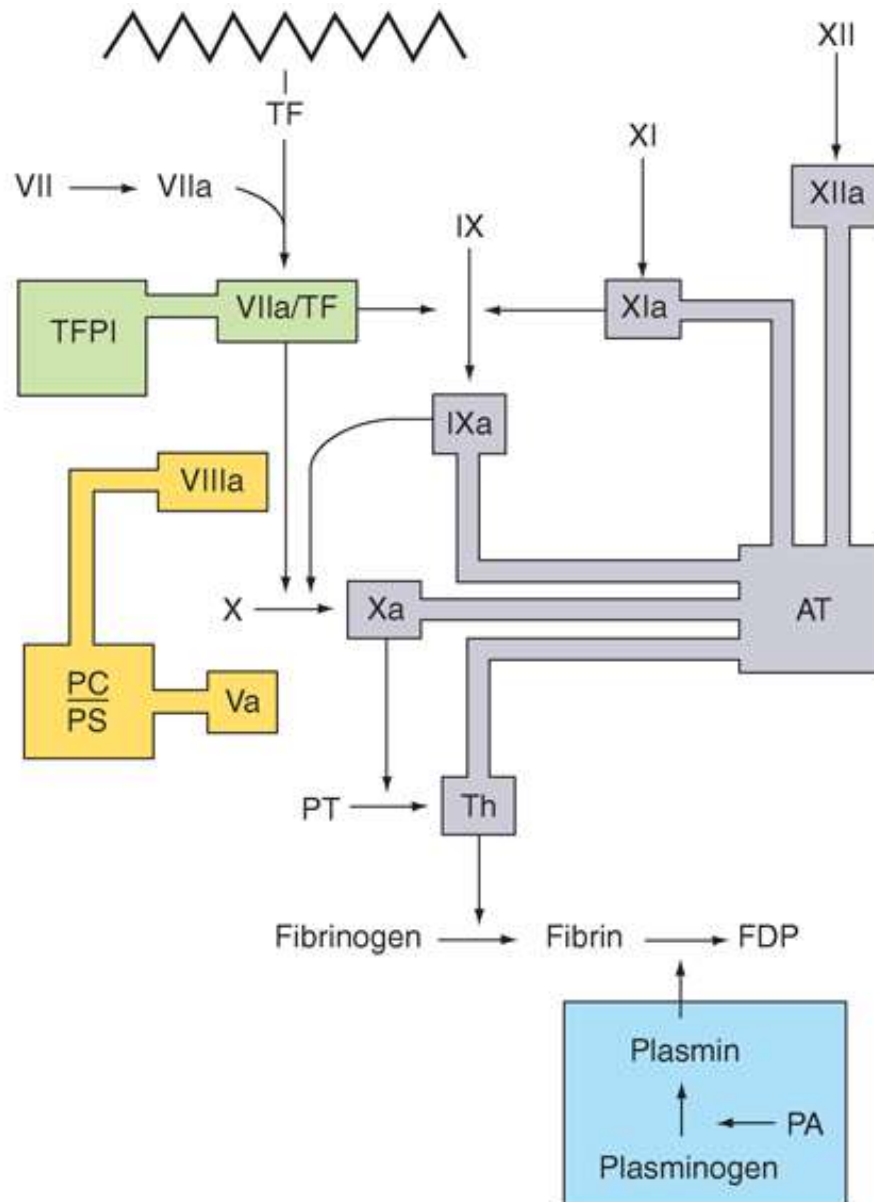 XII
TF
XI
VII
VIIa
XIIa
IX
TFPI
VIIa/TF
XIa
IXa
VIIIa
X
Xa
AT
PC
PS
Va
PT
Th
Fibrinogen
Fibrin
FDP
Plasmin
PA
Plasminogen